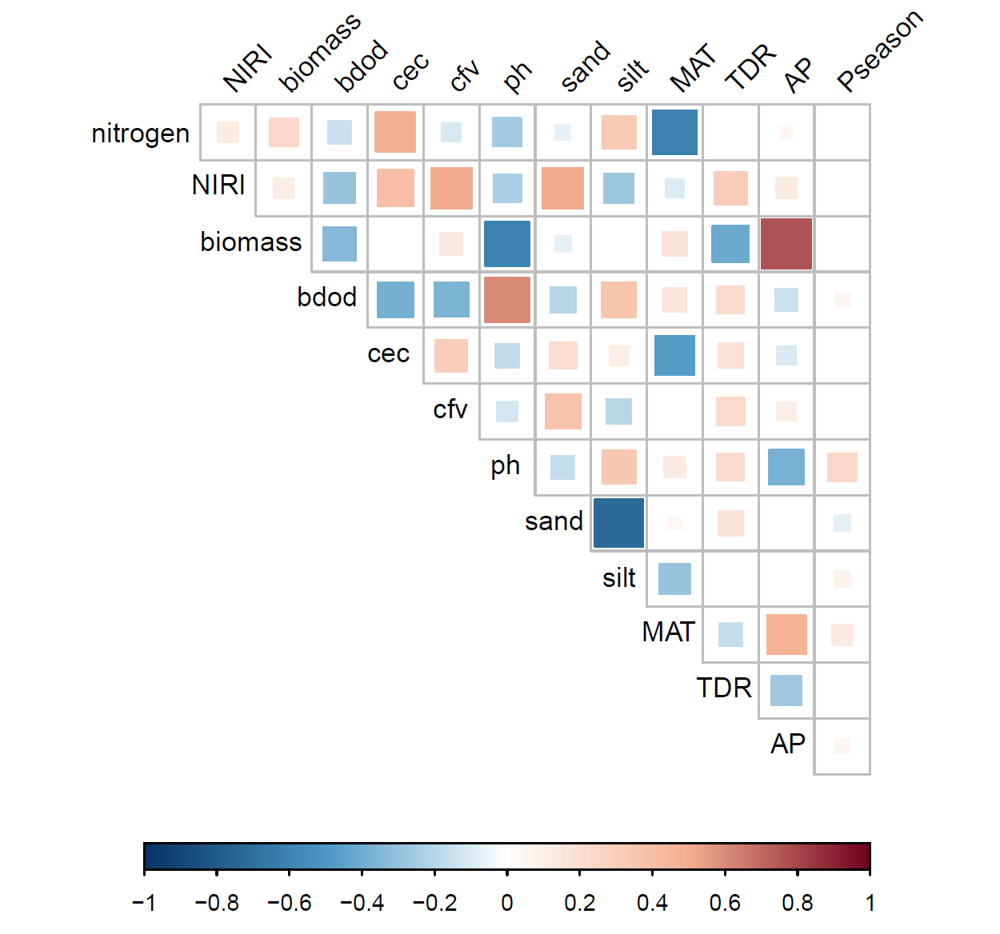 NIRI biomass bdod cec cfv ph sand silt MAT TDR AP Pseason
nitrogen
NIRI
biomass
bdod
cec
cfv
ph
sand
silt
MAT
TDR
AP
−1 −0.8 −0.6 −0.4 −0.2 0 0.2 0.4 0.6 0.8 1